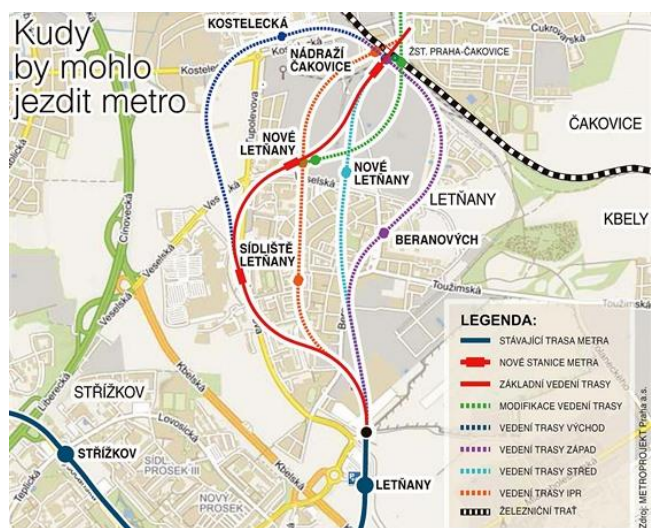 Kudy
by mohlo
jezdit metro
KOSTELECKÁ
NÁDRAŽÍ
ČAKOVICE
ŽST. PRAHA-ČAKOVICE
Cukrovarská
Kostelec
Tupolevova
NOVÉ
LETŇANY
ČAKOVICE
NOVÉ
LETŇANY
LETŇANY
KBELY
Cínovecká
Veselská
SÍDLIŠTĚ
LETŇANY
BERANOVÝCH
Toužimská
Veselská
Kbelská
Liberecká
STŘÍŽKOV
Lovosická
STŘÍŽKOV
SÍDL.
PROSEK III
Teplická
NOVÝ
PROSEK
Kbelská
LETŇANY
LEGENDA:
STÁVAJÍCÍ TRASA METRA
NOVÉ STANICE METRA
ZÁKLADNÍ VEDENÍ TRASY
MODIFIKACE VEDENÍ TRASY
VEDENÍ TRASY VÝCHOD
VEDENÍ TRASY ZÁPAD
VEDENÍ TRASY STŘED
VEDENÍ TRASY IPR
ŽELEZNIČNÍ TRAŤ
Zdroj: METROPROJEKT Praha a.s.